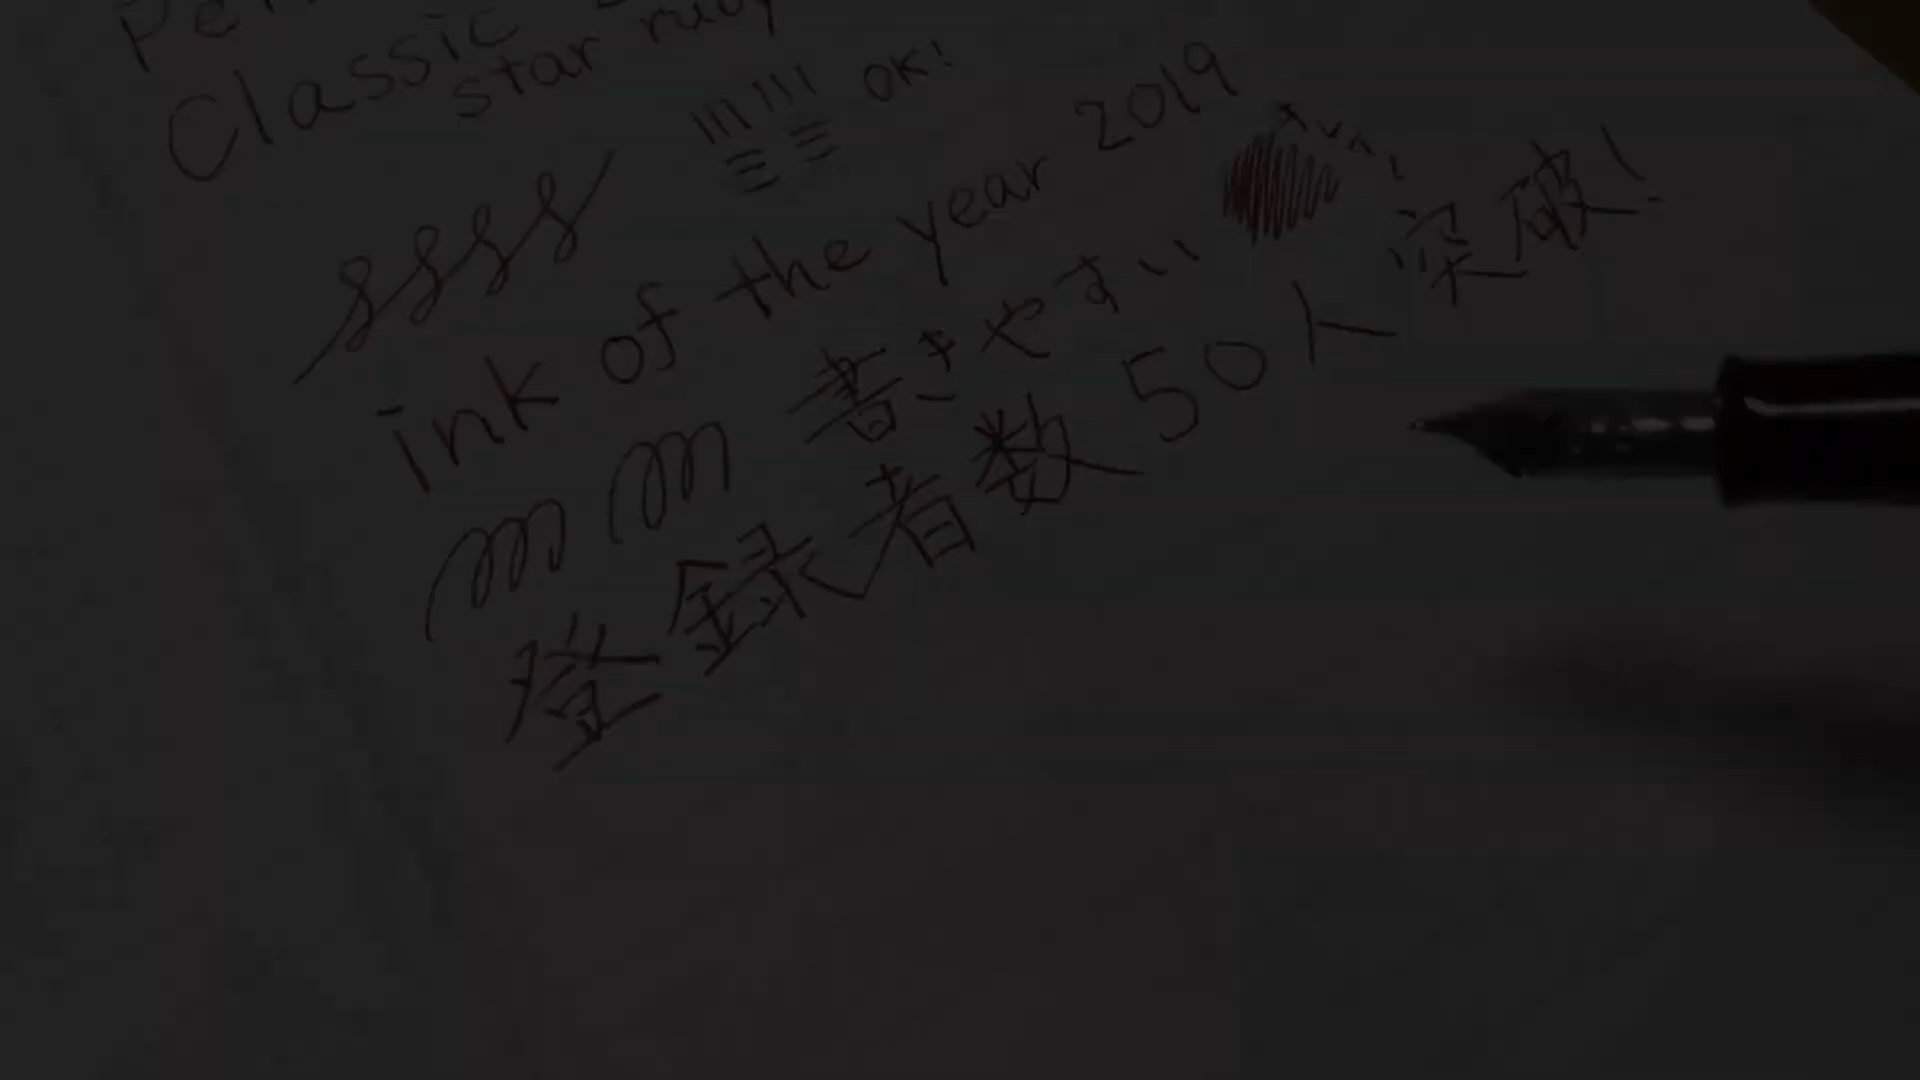 Classic
star ruby
OK!
ssss
ink of the year 2019
mm 書きやすい
登録者数50人突破!